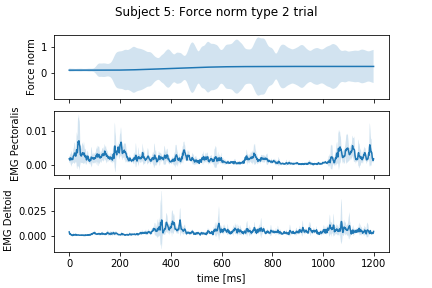 Subject 5: Force norm type 2 trial
Force norm
1
0
EMG Pectoralis
0.01
0.00
EMG Deltoid
0.025
0.000
0 200 400 600 800 1000 1200
time [ms]